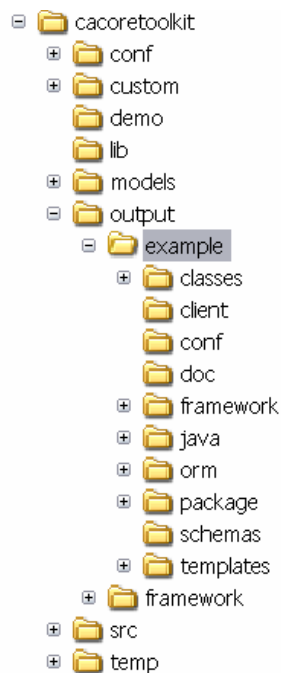 cacoretoolkit
conf
custom
demo
lib
models
output
example
classes
client
conf
doc
framework
java
orm
package
schemas
templates
framework
src
temp